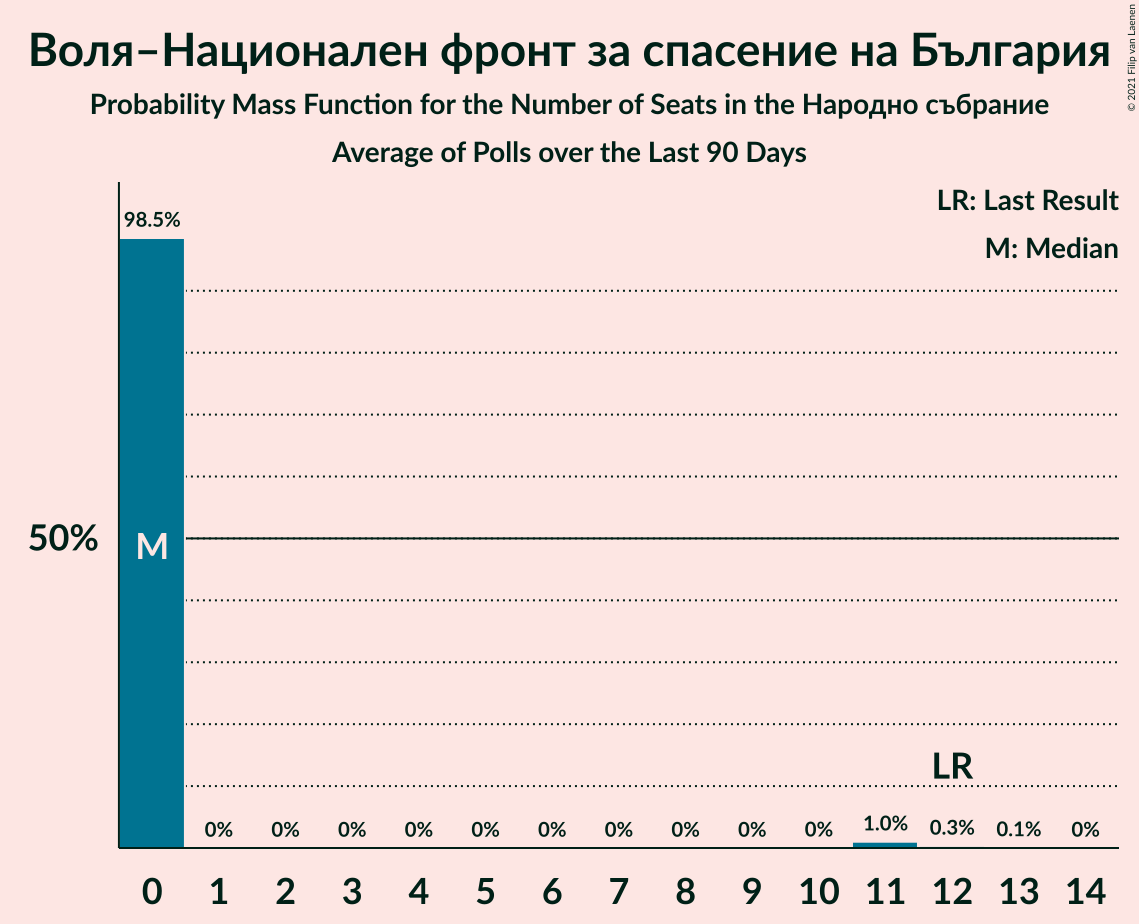 Воля–Национален фронт за спасение на България
Probability Mass Function for the Number of Seats in the Народно събрание
Average of Polls over the Last 90 Days
© 2021 Filip van Laenen
LR: Last Result
M: Median
98.5%
50%
M
LR
0% 0% 0% 0% 0% 0% 0% 0% 0% 0% 1.0% 0.3% 0.1% 0%
0 1 2 3 4 5 6 7 8 9 10 11 12 13 14